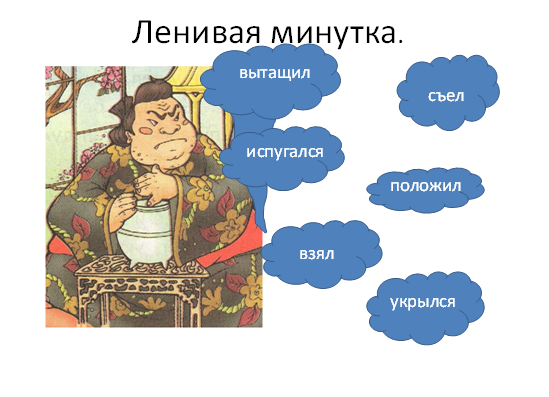 Ленивая минутка.
вытащил
съел
испугался
положил
взял
укрылся